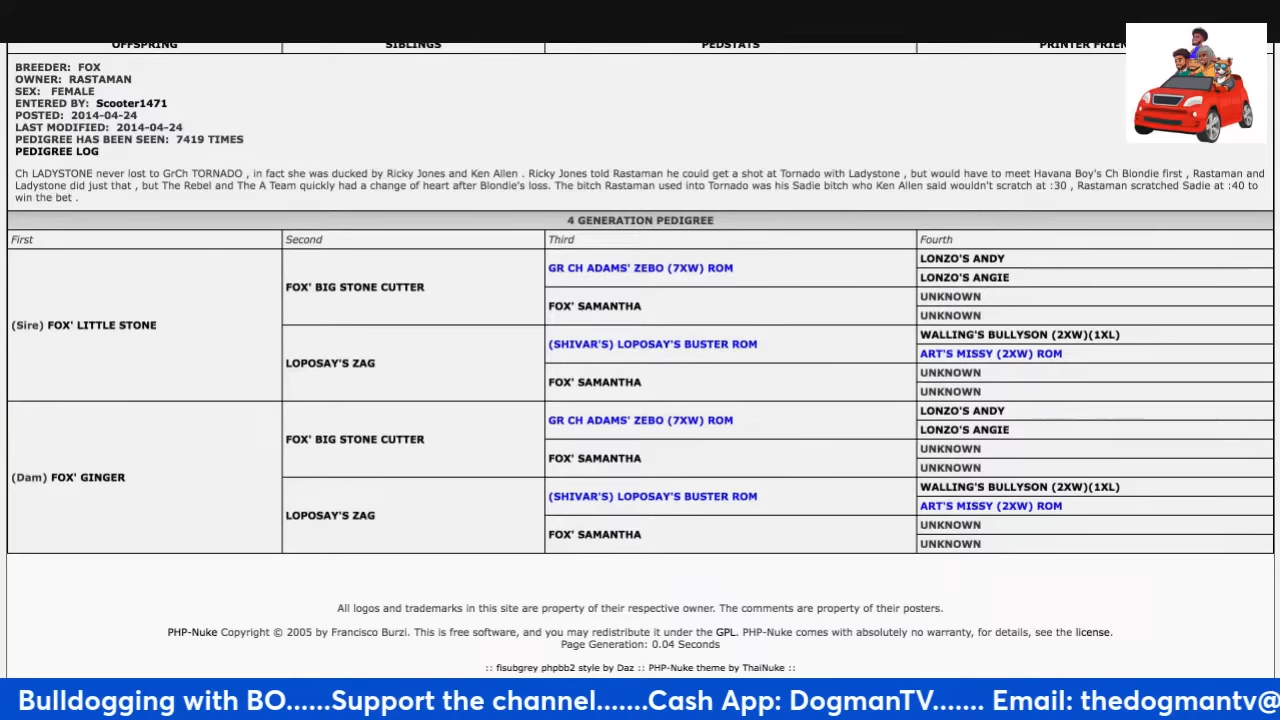 OFFSPRING SIBLINGS PEDSTATS PRINTER FRIEN
BREEDER: FOX
OWNER: RASTAMAN
SEX: FEMALE
ENTERED BY: Scooter1471
POSTED: 2014-04-24
LAST MODIFIED: 2014-04-24
PEDIGREE HAS BEEN SEEN: 7419 TIMES
PEDIGREE LOG
Ch LADYSTONE never lost to GrCh TORNADO , in fact she was ducked by Ricky Jones and Ken Allen . Ricky Jones told Rastaman he could get a shot at Tornado with Ladystone , but would have to meet Havana Boy's Ch Blondie first , Rastaman and
Ladystone did just that , but The Rebel and The A Team quickly had a change of heart after Blondie's loss. The bitch Rastaman used into Tornado was his Sadie bitch who Ken Allen said wouldn't scratch at :30 , Rastaman scratched Sadie at :40 to
win the bet .
4 GENERATION PEDIGREE
First Second Third Fourth
(Sire) FOX' LITTLE STONE
FOX' BIG STONE CUTTER
GR CH ADAMS' ZEBO (7XW) ROM
LONZO'S ANDY
LONZO'S ANGIE
FOX' SAMANTHA
UNKNOWN
UNKNOWN
LOPOSAY'S ZAG
(SHIVAR'S) LOPOSAY'S BUSTER ROM
WALLING'S BULLYSON (2XW)(1XL)
ART'S MISSY (2XW) ROM
FOX' SAMANTHA
UNKNOWN
UNKNOWN
(Dam) FOX' GINGER
FOX' BIG STONE CUTTER
GR CH ADAMS' ZEBO (7XW) ROM
LONZO'S ANDY
LONZO'S ANGIE
FOX' SAMANTHA
UNKNOWN
UNKNOWN
LOPOSAY'S ZAG
(SHIVAR'S) LOPOSAY'S BUSTER ROM
WALLING'S BULLYSON (2XW)(1XL)
ART'S MISSY (2XW) ROM
FOX' SAMANTHA
UNKNOWN
UNKNOWN
All logos and trademarks in this site are property of their respective owner. The comments are property of their posters.
PHP-Nuke Copyright © 2005 by Francisco Burzi. This is free software, and you may redistribute it under the GPL. PHP-Nuke comes with absolutely no warranty, for details, see the license.
Page Generation: 0.04 Seconds
:: fisubgrey phpbb2 style by Daz :: PHP-Nuke theme by ThaiNuke ::
Bulldogging with BO......Support the channel.......Cash App: DogmanTV....... Email: thedogmantv@